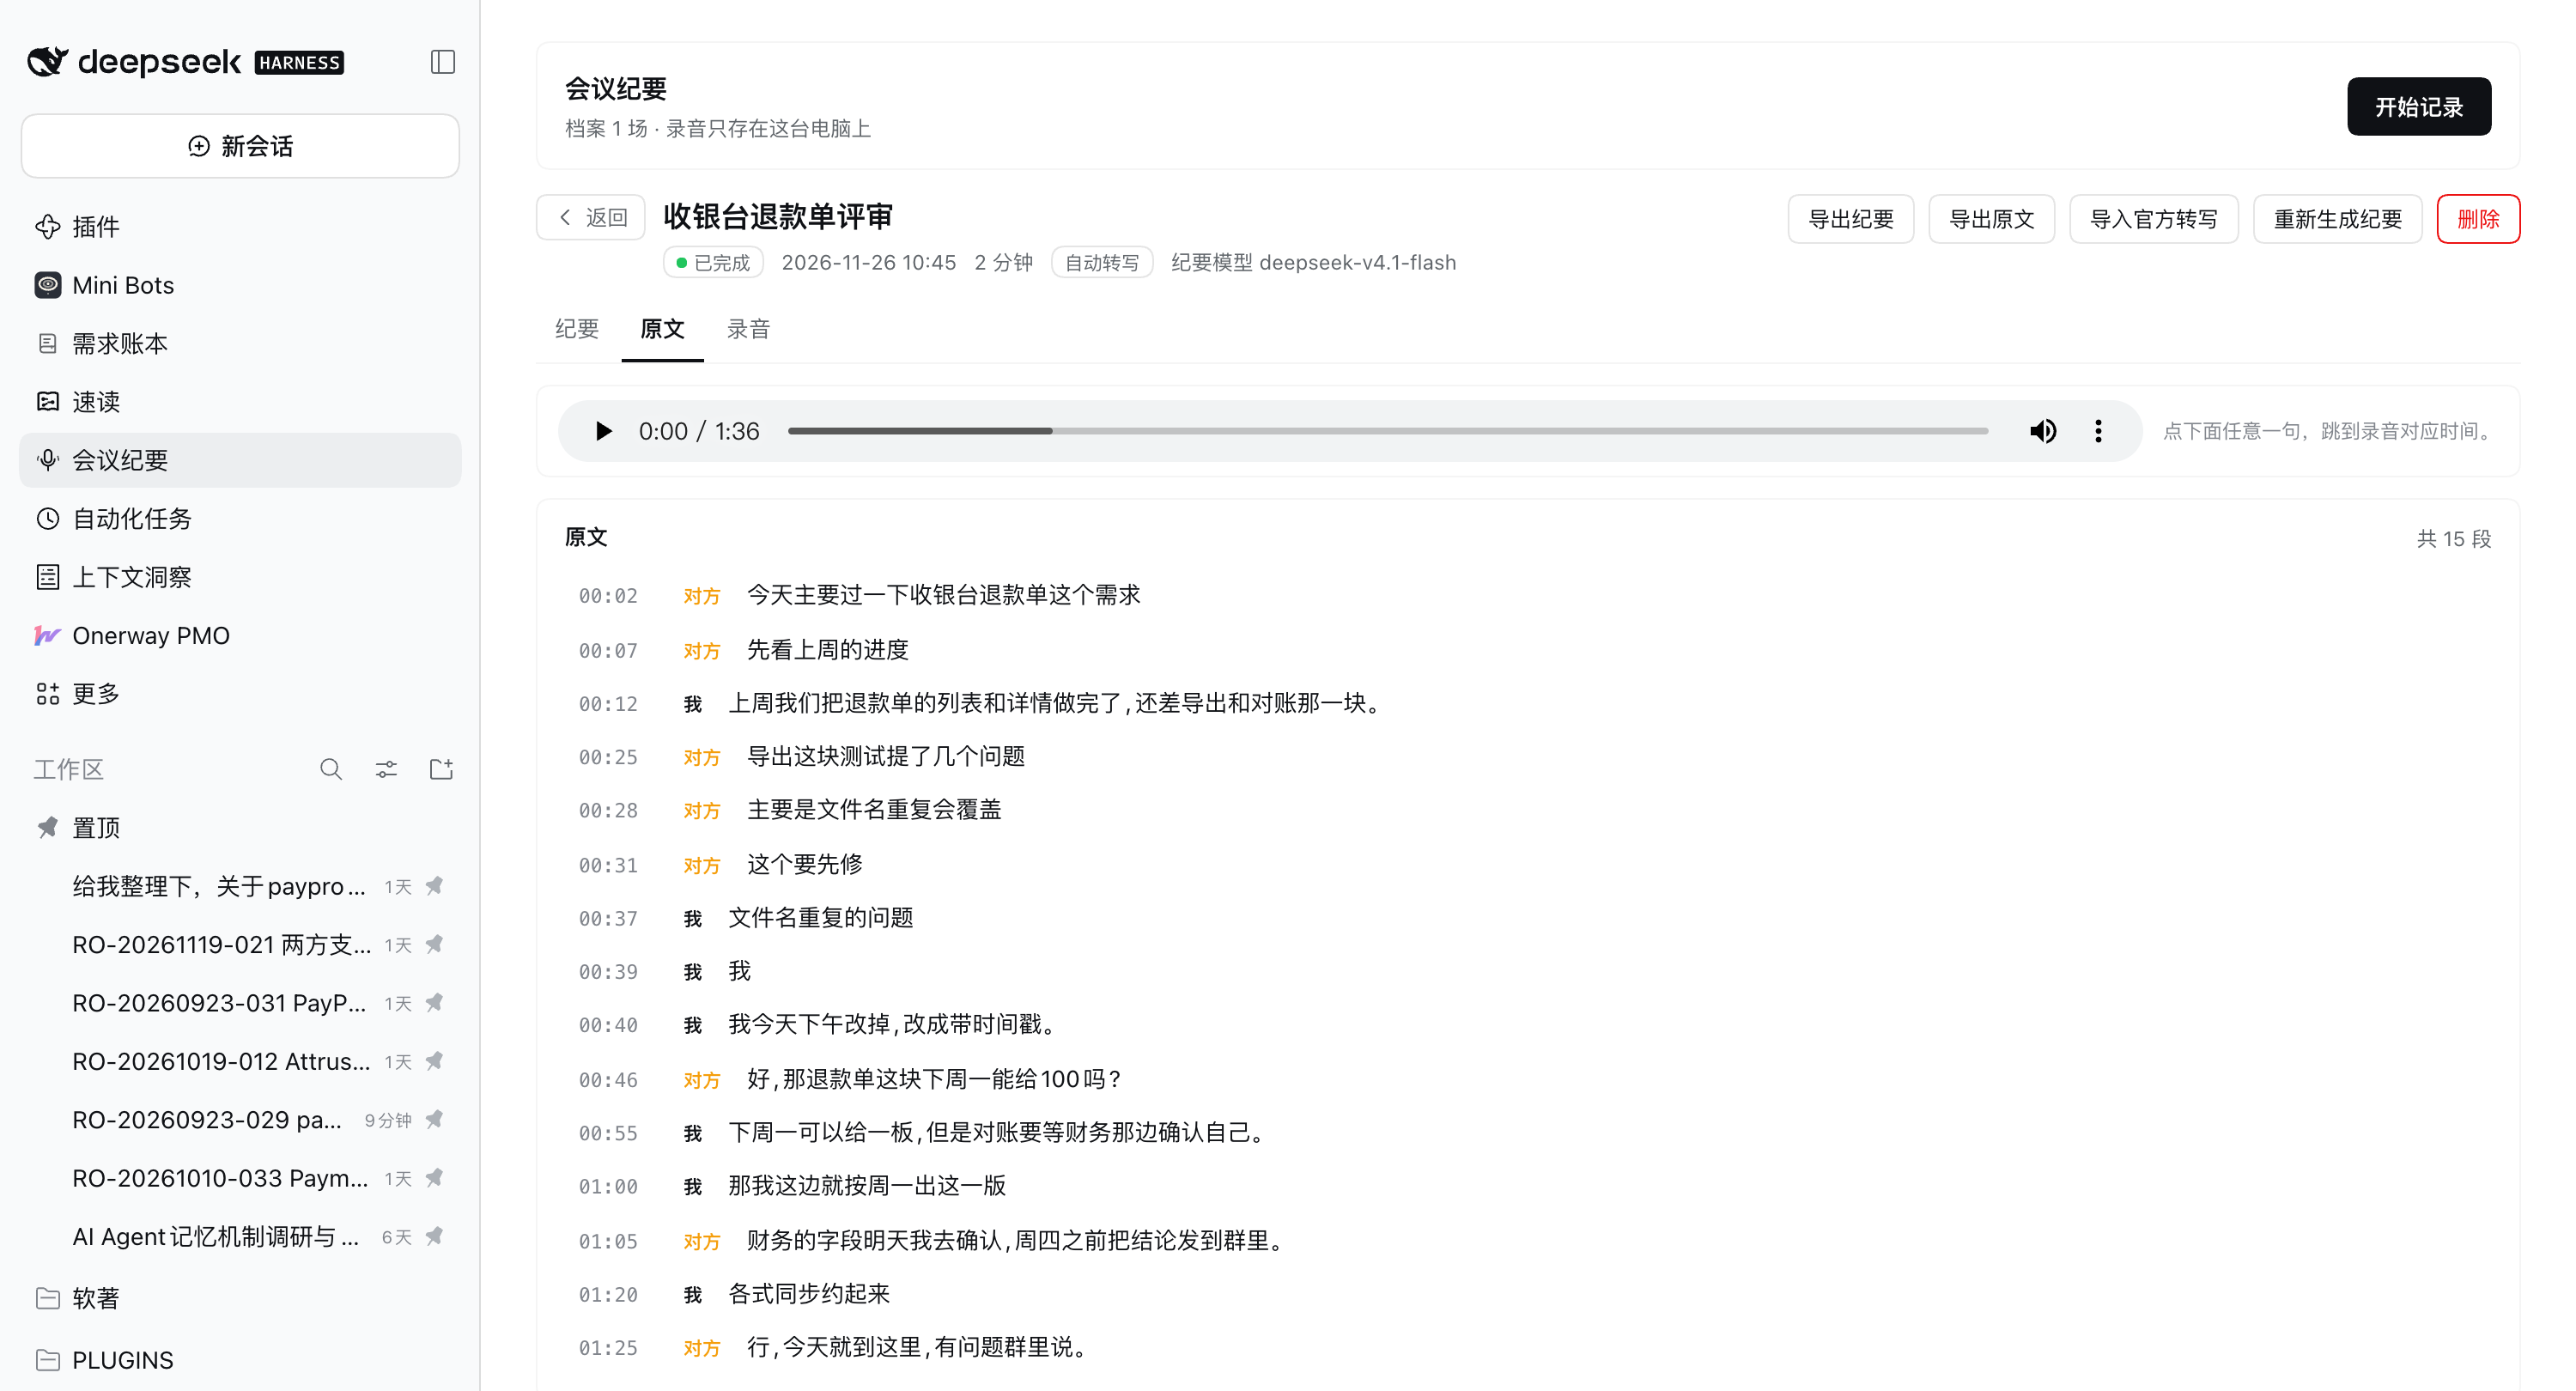 deepseek HARNESS
新会话
插件
Mini Bots
需求账本
速读
会议纪要
自动化任务
上下文洞察
Onerway PMO
更多
工作区
置顶
给我整理下，关于paypro... 1天
RO-20261119-021 两方支... 1天
RO-20260923-031 PayP... 1天
RO-20261019-012 Attrus... 1天
RO-20260923-029 pa... 9分钟
RO-20261010-033 Paym... 1天
AI Agent记忆机制调研与... 6天
软著
PLUGINS
会议纪要
档案 1 场 · 录音只存在这台电脑上
开始记录
返回
收银台退款单评审
导出纪要 导出原文 导入官方转写 重新生成纪要 删除
已完成 2026-11-26 10:45 2 分钟 自动转写 纪要模型 deepseek-v4.1-flash
纪要 原文 录音
0:00 / 1:36
点下面任意一句，跳到录音对应时间。
原文
共 15 段
00:02 对方 今天主要过一下收银台退款单这个需求
00:07 对方 先看上周的进度
00:12 我 上周我们把退款单的列表和详情做完了,还差导出和对账那一块。
00:25 对方 导出这块测试提了几个问题
00:28 对方 主要是文件名重复会覆盖
00:31 对方 这个要先修
00:37 我 文件名重复的问题
00:39 我 我
00:40 我 我今天下午改掉,改成带时间戳。
00:46 对方 好,那退款单这块下周一能给100吗?
00:55 我 下周一可以给一板,但是对账要等财务那边确认自己。
01:00 我 那我这边就按周一出这一版
01:05 对方 财务的字段明天我去确认,周四之前把结论发到群里。
01:20 我 各式同步约起来
01:25 对方 行,今天就到这里,有问题群里说。